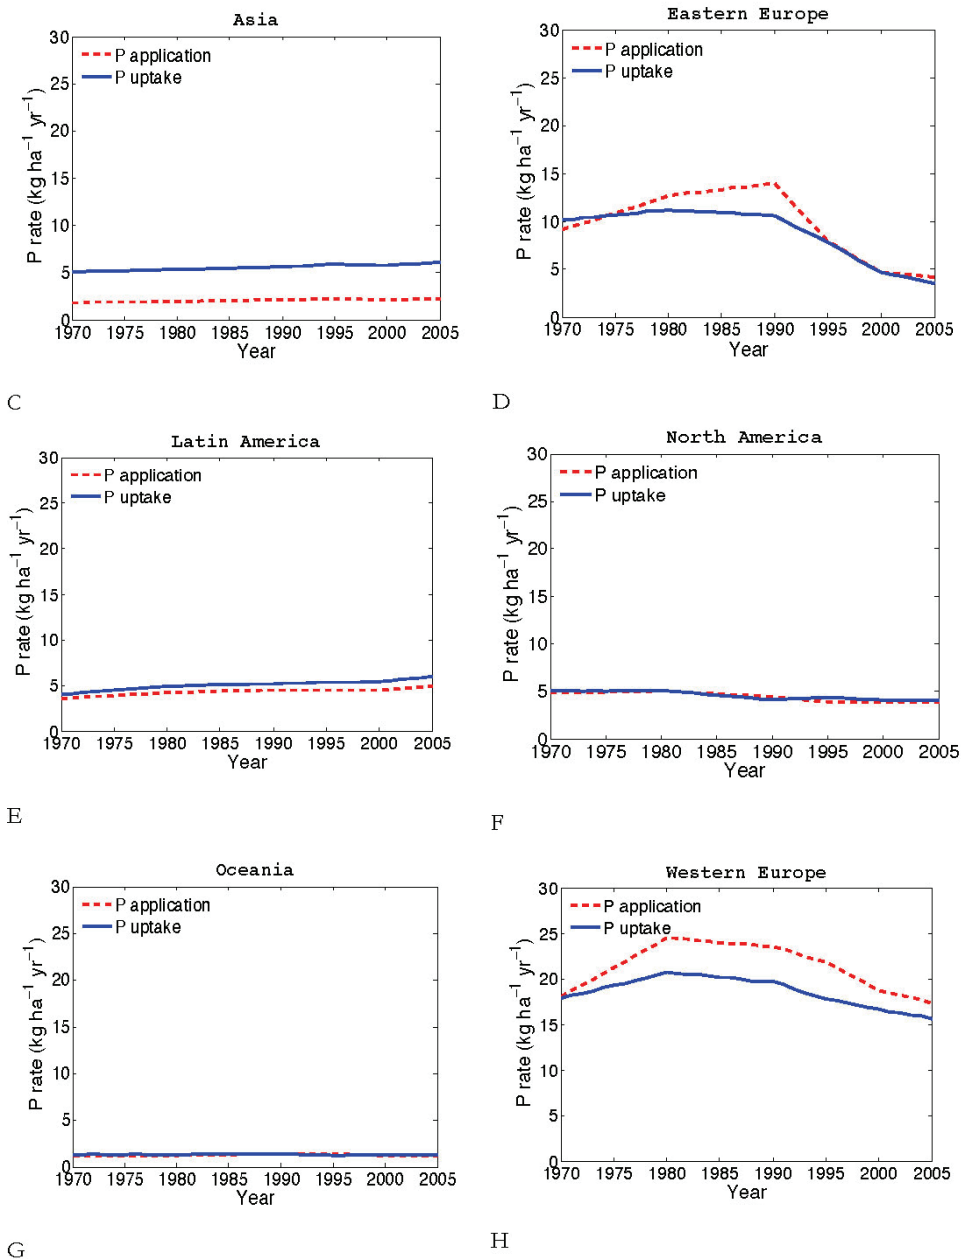 Asia
P application
P uptake
P rate (kg ha⁻¹ yr⁻¹)
30
25
20
15
10
5
0
1970 1975 1980 1985 1990 1995 2000 2005
Year
Eastern Europe
P application
P uptake
P rate (kg ha⁻¹ yr⁻¹)
30
25
20
15
10
5
0
1970 1975 1980 1985 1990 1995 2000 2005
Year
C
D
Latin America
P application
P uptake
P rate (kg ha⁻¹ yr⁻¹)
30
25
20
15
10
5
0
1970 1975 1980 1985 1990 1995 2000 2005
Year
North America
P application
P uptake
P rate (kg ha⁻¹ yr⁻¹)
30
25
20
15
10
5
0
1970 1975 1980 1985 1990 1995 2000 2005
Year
E
F
Oceania
P application
P uptake
P rate (kg ha⁻¹ yr⁻¹)
30
25
20
15
10
5
0
1970 1975 1980 1985 1990 1995 2000 2005
Year
Western Europe
P application
P uptake
P rate (kg ha⁻¹ yr⁻¹)
30
25
20
15
10
5
0
1970 1975 1980 1985 1990 1995 2000 2005
Year
G
H